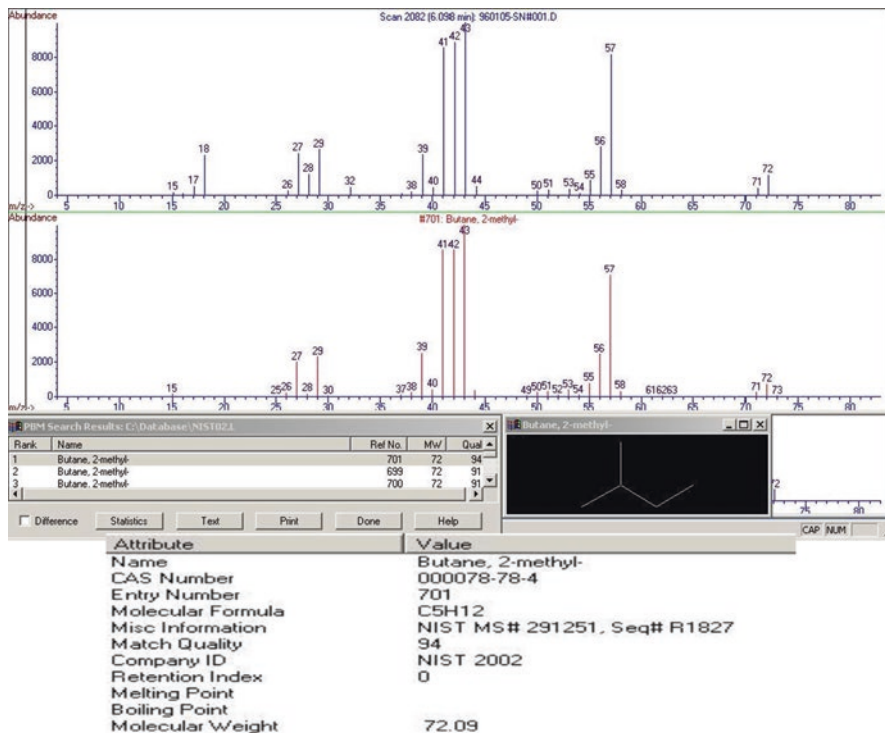 Abundance
Scan 2082 (6.098 min): 960105-SN#001.D
43
42
41
57
8000
6000
4000
56
39
29
27
18
2000
28
55
72
17
15
26
32
38
40
44
50
51
53
54
58
71
0
m/z->
5 10 15 20 25 30 35 40 45 50 55 60 65 70 75 80
Abundance
#701: Butane, 2-methyl-
43
41 42
57
8000
6000
4000
39
56
29
27
2000
55
72
15
25 26 28 30
37 38 40
49 50 51 52 53 54 58
61 62 63
71 73
0
m/z->
5 10 15 20 25 30 35 40 45 50 55 60 65 70 75 80
PBM Search Results: C:\Database\NIST02.L
Rank Name Ref No. MW Qual
1 Butane, 2-methyl- 701 72 94
2 Butane, 2-methyl- 699 72 91
3 Butane, 2-methyl- 700 72 91
Difference Statistics Text Print Done Help
Butane, 2-methyl-
72
75 80
CAP NUM
Attribute Value
Name Butane, 2-methyl-
CAS Number 000078-78-4
Entry Number 701
Molecular Formula C5H12
Misc Information NIST MS# 291251, Seq# R1827
Match Quality 94
Company ID NIST 2002
Retention Index 0
Melting Point
Boiling Point
Molecular Weight 72.09